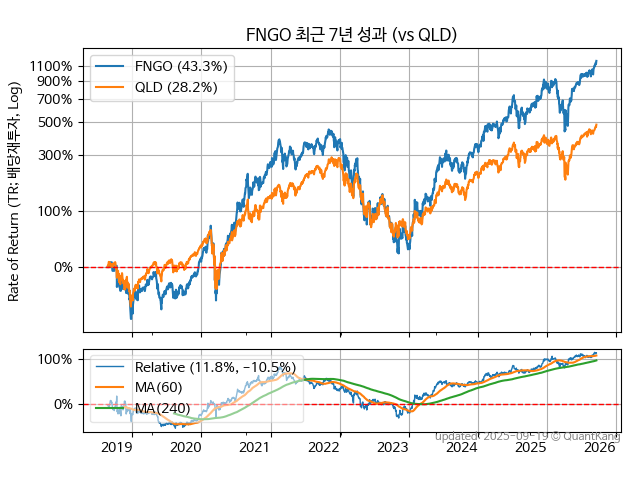 FNGO 최근 7년 성과 (vs QLD)
FNGO (43.3%)
QLD (28.2%)
1100%
900%
700%
500%
300%
100%
0%
Rate of Return (TR; 배당재투자, Log)
Relative (11.8%, −10.5%)
MA(60)
MA(240)
100%
0%
updated: 2025-09-19 © QuantKang
2019
2020
2021
2022
2023
2024
2025
2026